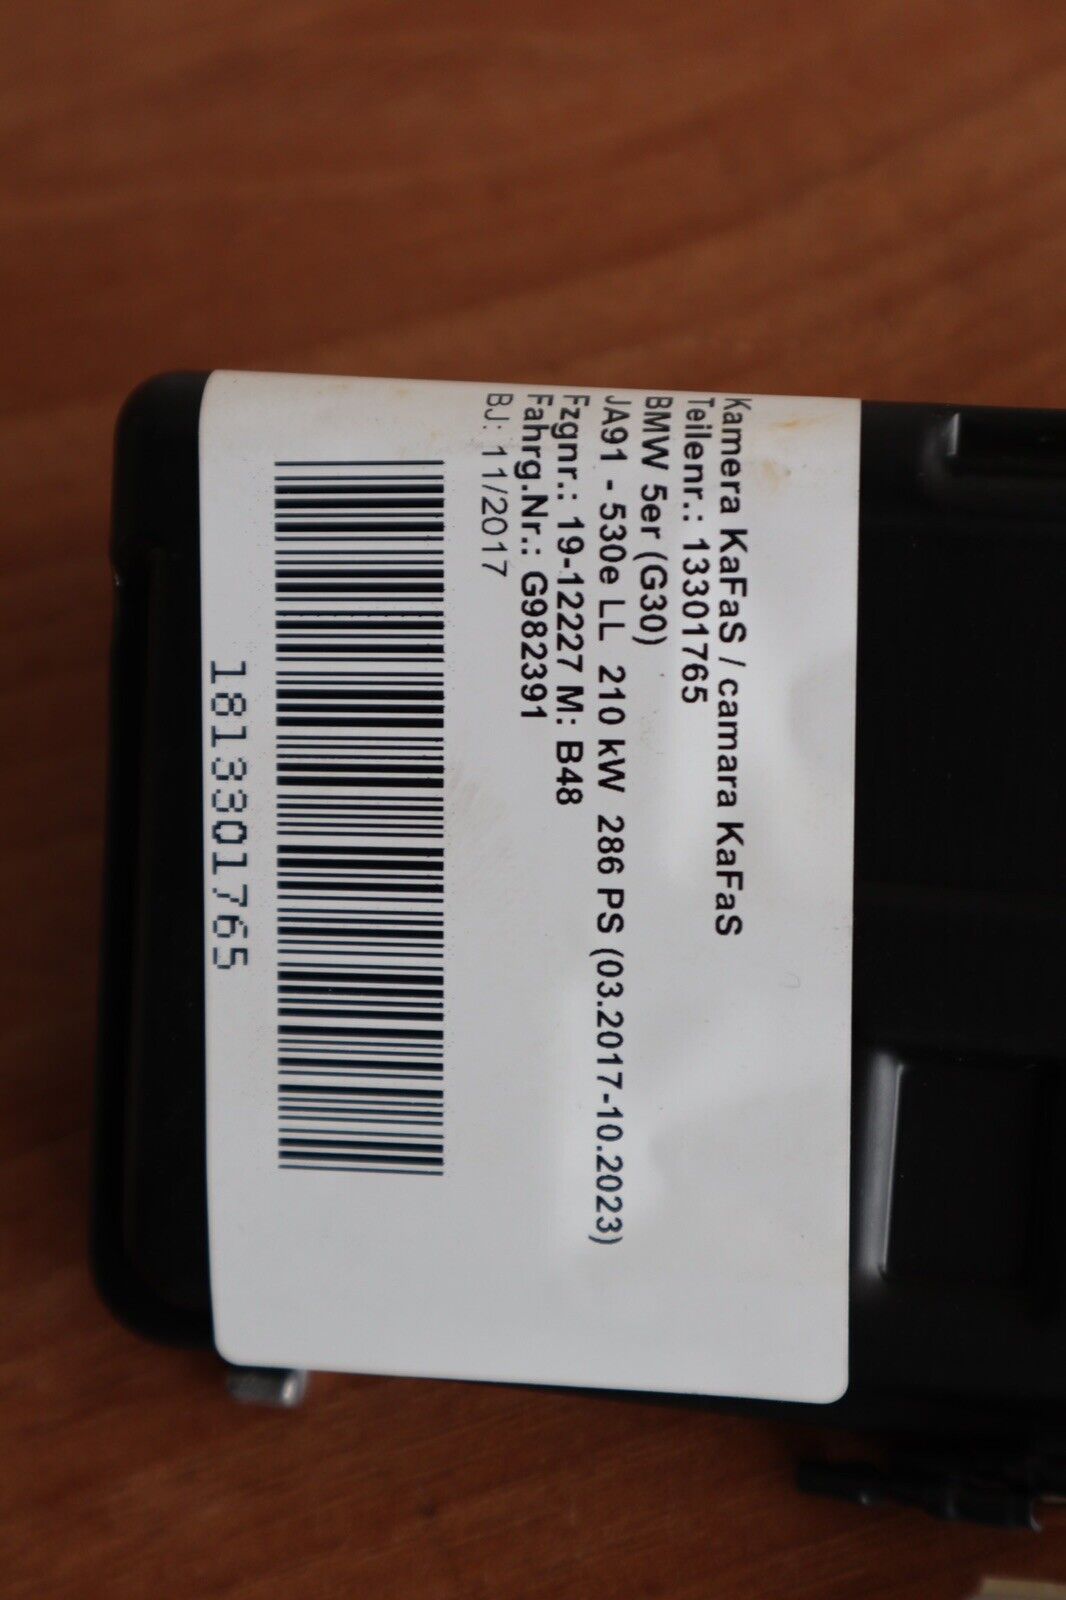 Kamera KaFaS / camara KaFaS
Teilenr.: 13301765
BMW 5er (G30)
JA91 - 530e LL 210 kW 286 PS (03.2017-10.2023)
Fzgnr.: 19-12227 M: B48
Fahrg.Nr.: G982391
BJ: 11/2017
1813301765